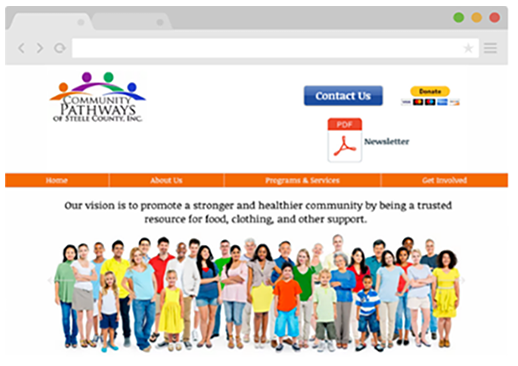 COMMUNITY
PATHWAYS
OF STEELE COUNTY, INC.
Contact Us
Donate
PDF
Newsletter
Home
About Us
Programs & Services
Get Involved
Our vision is to promote a stronger and healthier community by being a trusted
resource for food, clothing, and other support.